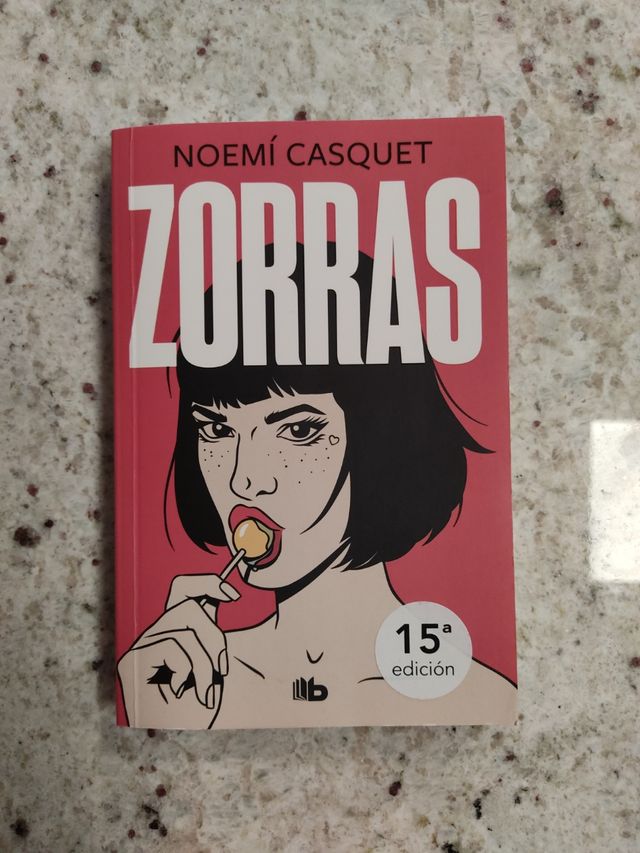 NOEMÍ CASQUET
ZORRAS
15ª
edición
b